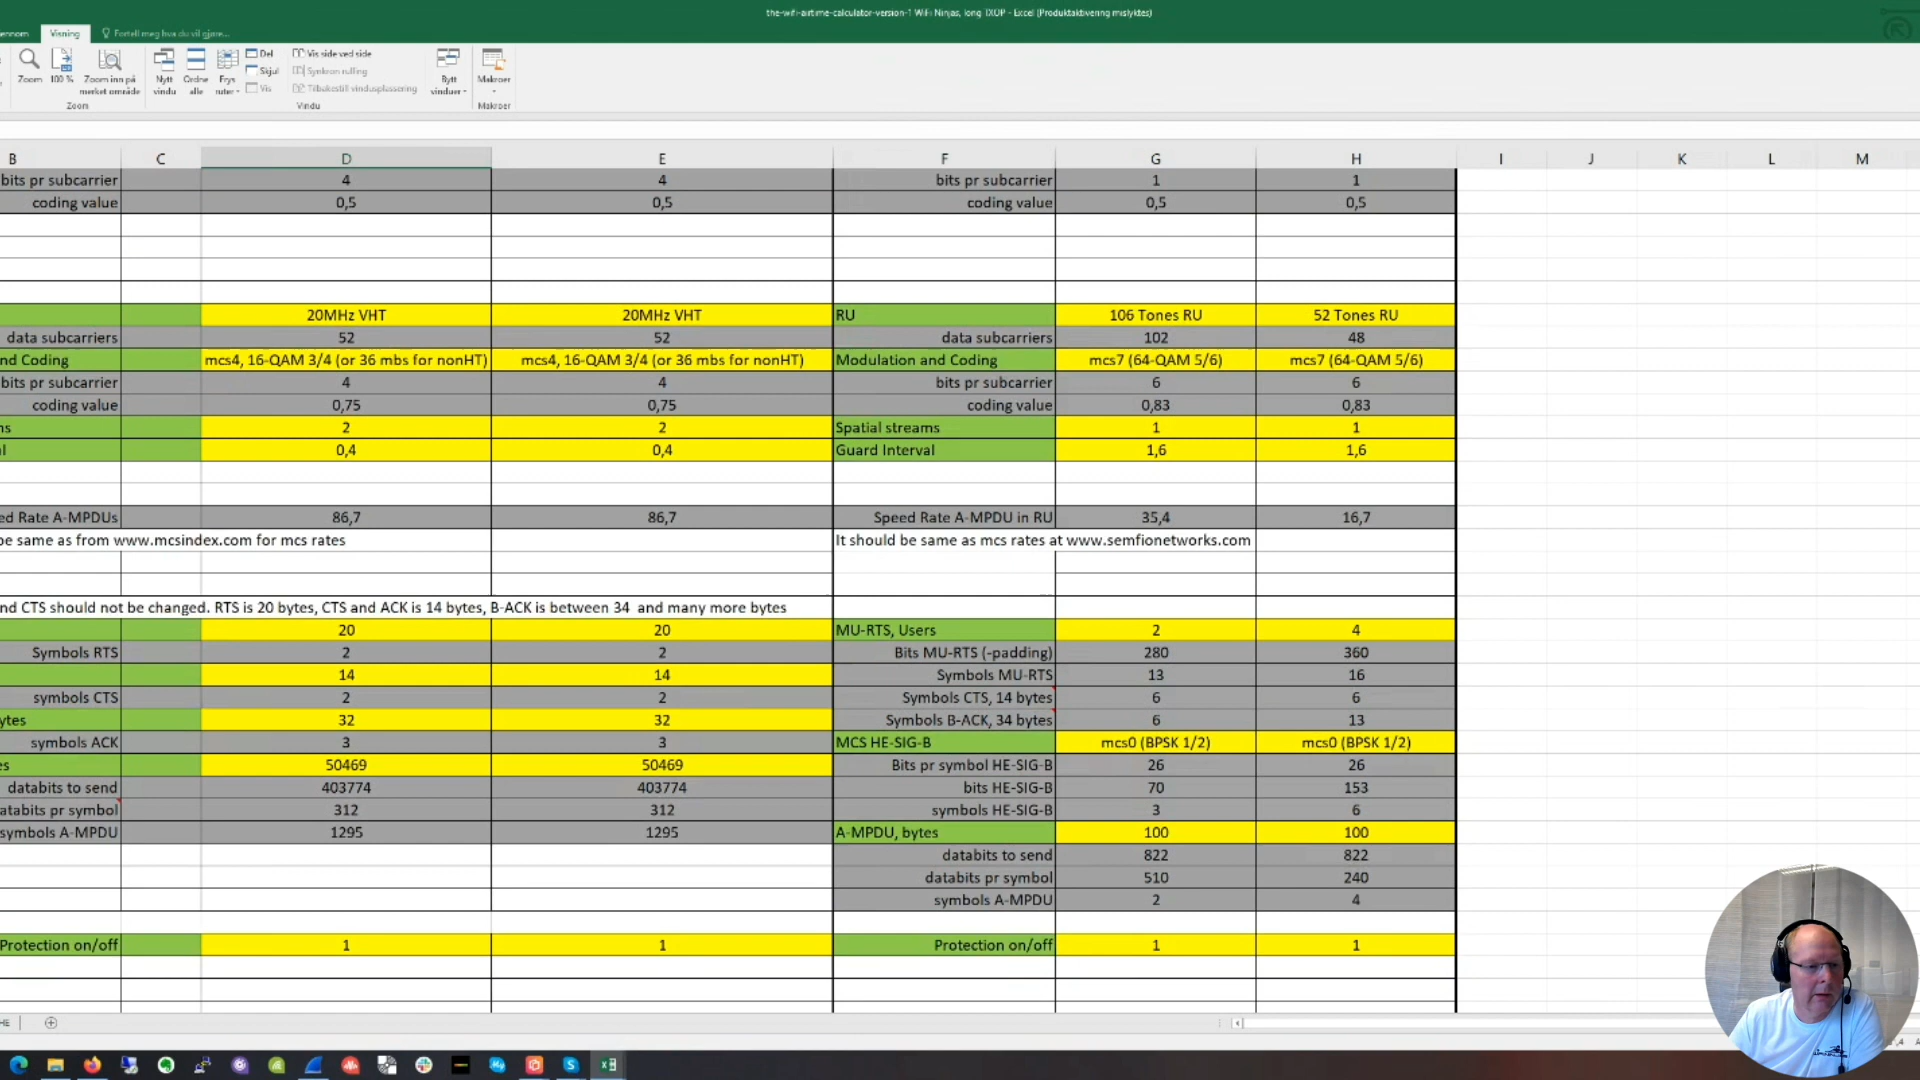 the-wifi-airtime-calculator-version-1 WiFi Ninjas, long TXOP - Excel (Produktaktivering mislyktes)
ennom Visning Fortell meg hva du vil gjøre...
Zoom 100 % Zoom inn på merket område
Nytt vindu Ordne alle Frys ruter
Del
Skjul
Vis
Vis side ved side
Synkron rulling
Tilbakestill vindusplassering
Bytt vinduer Makroer
Zoom Vindu Makroer
B C D E F G H I J K L M
bits pr subcarrier 4 4 bits pr subcarrier 1 1
coding value 0,5 0,5 coding value 0,5 0,5
20MHz VHT 20MHz VHT RU 106 Tones RU 52 Tones RU
data subcarriers 52 52 data subcarriers 102 48
nd Coding mcs4, 16-QAM 3/4 (or 36 mbs for nonHT) mcs4, 16-QAM 3/4 (or 36 mbs for nonHT) Modulation and Coding mcs7 (64-QAM 5/6) mcs7 (64-QAM 5/6)
bits pr subcarrier 4 4 bits pr subcarrier 6 6
coding value 0,75 0,75 coding value 0,83 0,83
ns 2 2 Spatial streams 1 1
l 0,4 0,4 Guard Interval 1,6 1,6
ed Rate A-MPDUs 86,7 86,7 Speed Rate A-MPDU in RU 35,4 16,7
be same as from www.mcsindex.com for mcs rates It should be same as mcs rates at www.semfionetworks.com
nd CTS should not be changed. RTS is 20 bytes, CTS and ACK is 14 bytes, B-ACK is between 34 and many more bytes
20 20 MU-RTS, Users 2 4
Symbols RTS 2 2 Bits MU-RTS (-padding) 280 360
14 14 Symbols MU-RTS 13 16
symbols CTS 2 2 Symbols CTS, 14 bytes 6 6
ytes 32 32 Symbols B-ACK, 34 bytes 6 13
symbols ACK 3 3 MCS HE-SIG-B mcs0 (BPSK 1/2) mcs0 (BPSK 1/2)
es 50469 50469 Bits pr symbol HE-SIG-B 26 26
databits to send 403774 403774 bits HE-SIG-B 70 153
atabits pr symbol 312 312 symbols HE-SIG-B 3 6
symbols A-MPDU 1295 1295 A-MPDU, bytes 100 100
databits to send 822 822
databits pr symbol 510 240
symbols A-MPDU 2 4
Protection on/off 1 1 Protection on/off 1 1
HE